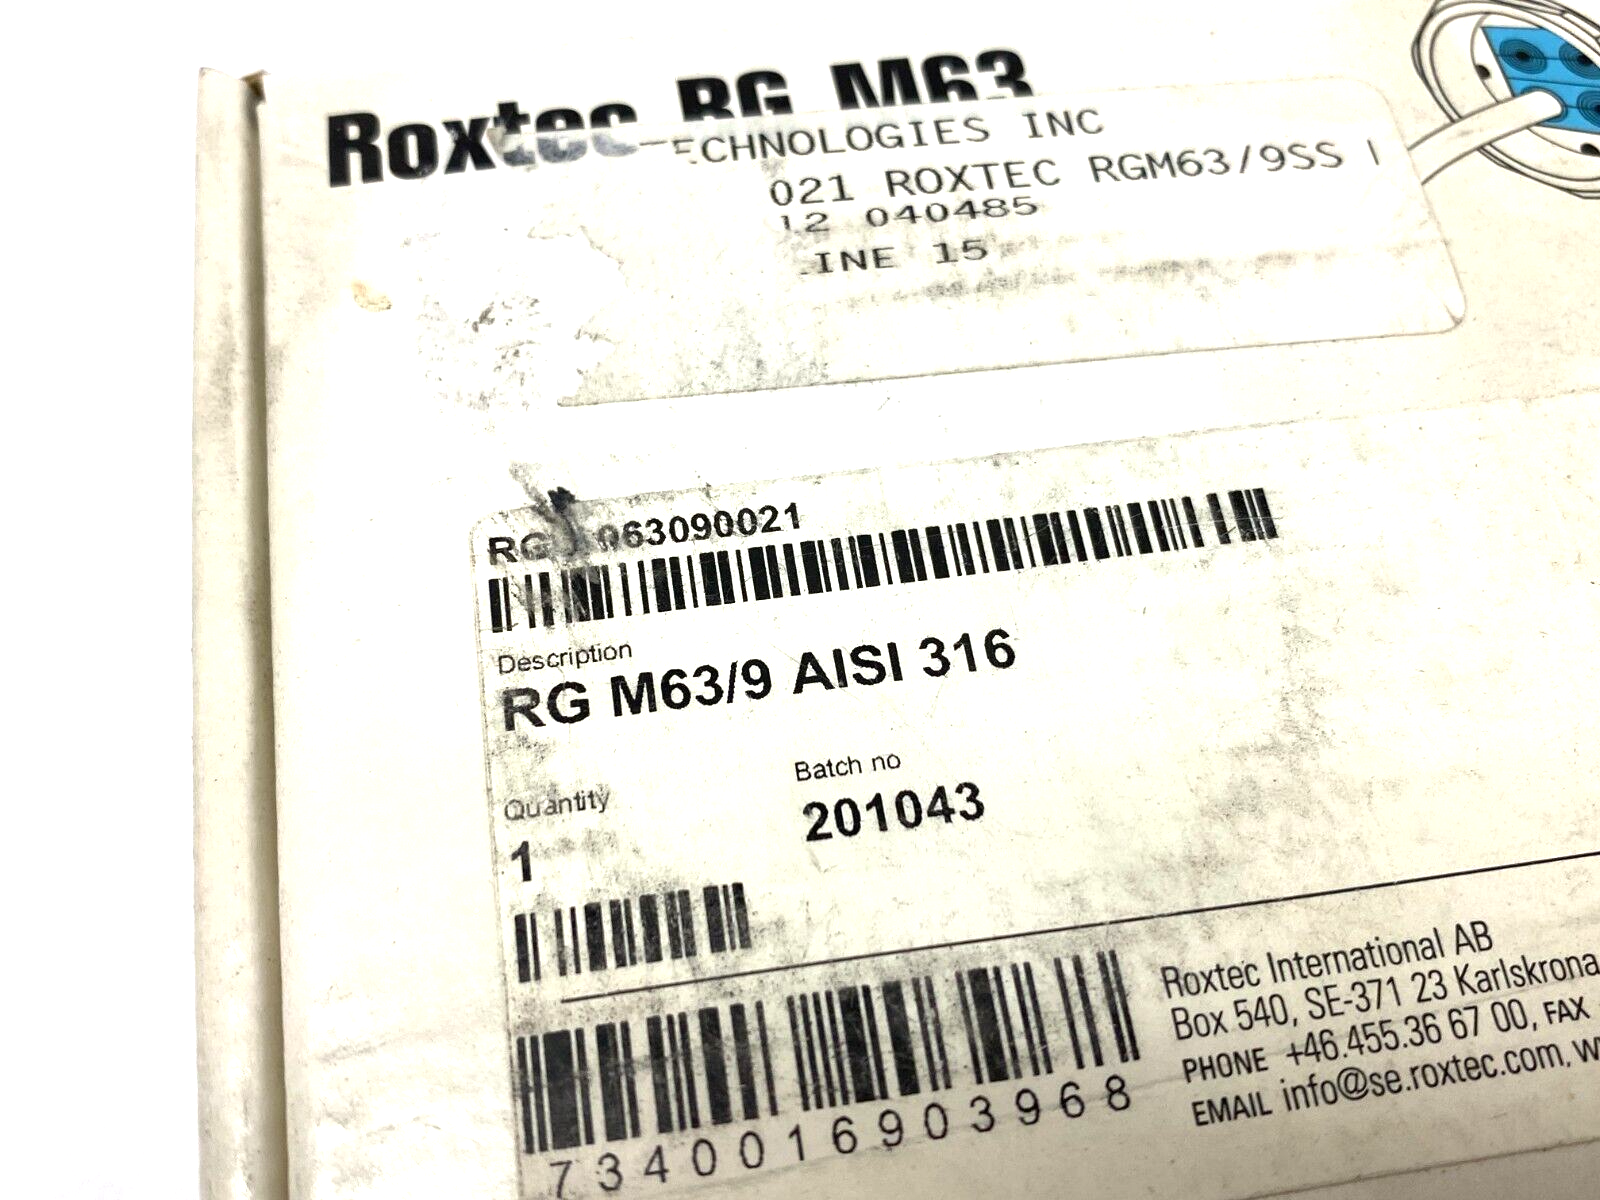 Roxtec RG M63
ECHNOLOGIES INC
021 ROXTEC RGM63/9SS
12 040485
INE 15
063090021
Description
RG M63/9 AISI 316
Quantity
Batch no
1
201043
7340016903968
Roxtec International AB
Box 540, SE-371 23 Karlskrona
PHONE +46.455.36 67 00, FAX
EMAIL info@se.roxtec.com,